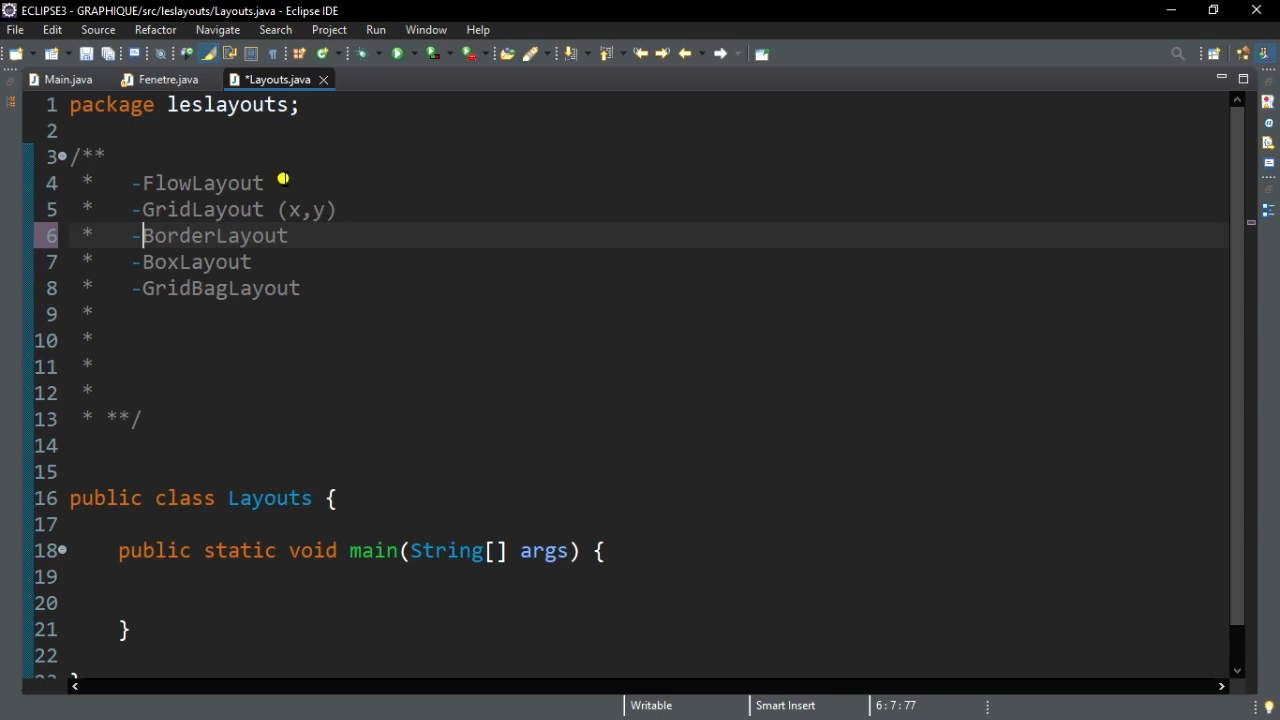 ECLIPSE3 - GRAPHIQUE/src/leslayouts/Layouts.java - Eclipse IDE
File Edit Source Refactor Navigate Search Project Run Window Help
Main.java Fenetre.java *Layouts.java
1 package leslayouts;
2
3 /**
4 * -FlowLayout
5 * -GridLayout (x,y)
6 * -BorderLayout
7 * -BoxLayout
8 * -GridBagLayout
9 *
10 *
11 *
12 *
13 * **/
14
15
16 public class Layouts {
17
18 public static void main(String[] args) {
19
20
21 }
22
23 }
Writable Smart Insert 6 : 7 : 77